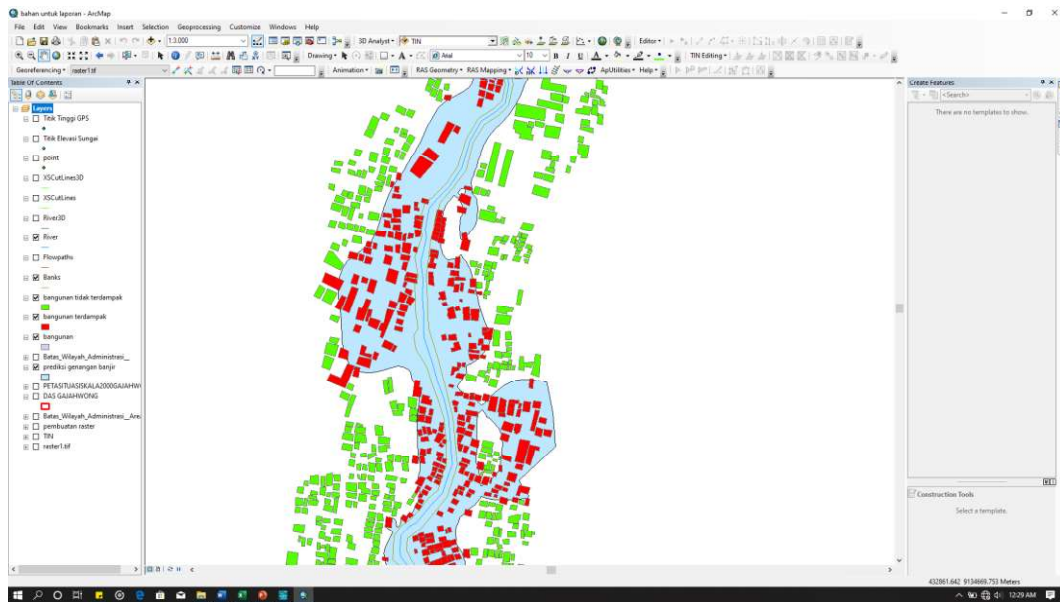 bahan untuk laporan - ArcMap
File Edit View Bookmarks Insert Selection Geoprocessing Customize Windows Help
1:3.000 3D Analyst TIN Editor
Drawing Arial 10 B I U A TIN Editing
Georeferencing raster1.tif Animation RAS Geometry RAS Mapping ApUtilities Help
Table Of Contents
Layers
Titik Tinggi GPS
Titik Elevasi Sungai
point
XSCutLines3D
XSCutLines
River3D
River
Flowpaths
Banks
bangunan tidak terdampak
bangunan terdampak
bangunan
Batas_Wilayah_Administrasi_
prediksi genangan banjir
PETASITUASISKALA2000GAJAHW
DAS GAJAHWONG
Batas_Wilayah_Administrasi__Are
pembuatan raster
TIN
raster1.tif
Create Features
<Search>
There are no templates to show.
Construction Tools
Select a template.
432861.642 9134669.753 Meters
12:29 AM